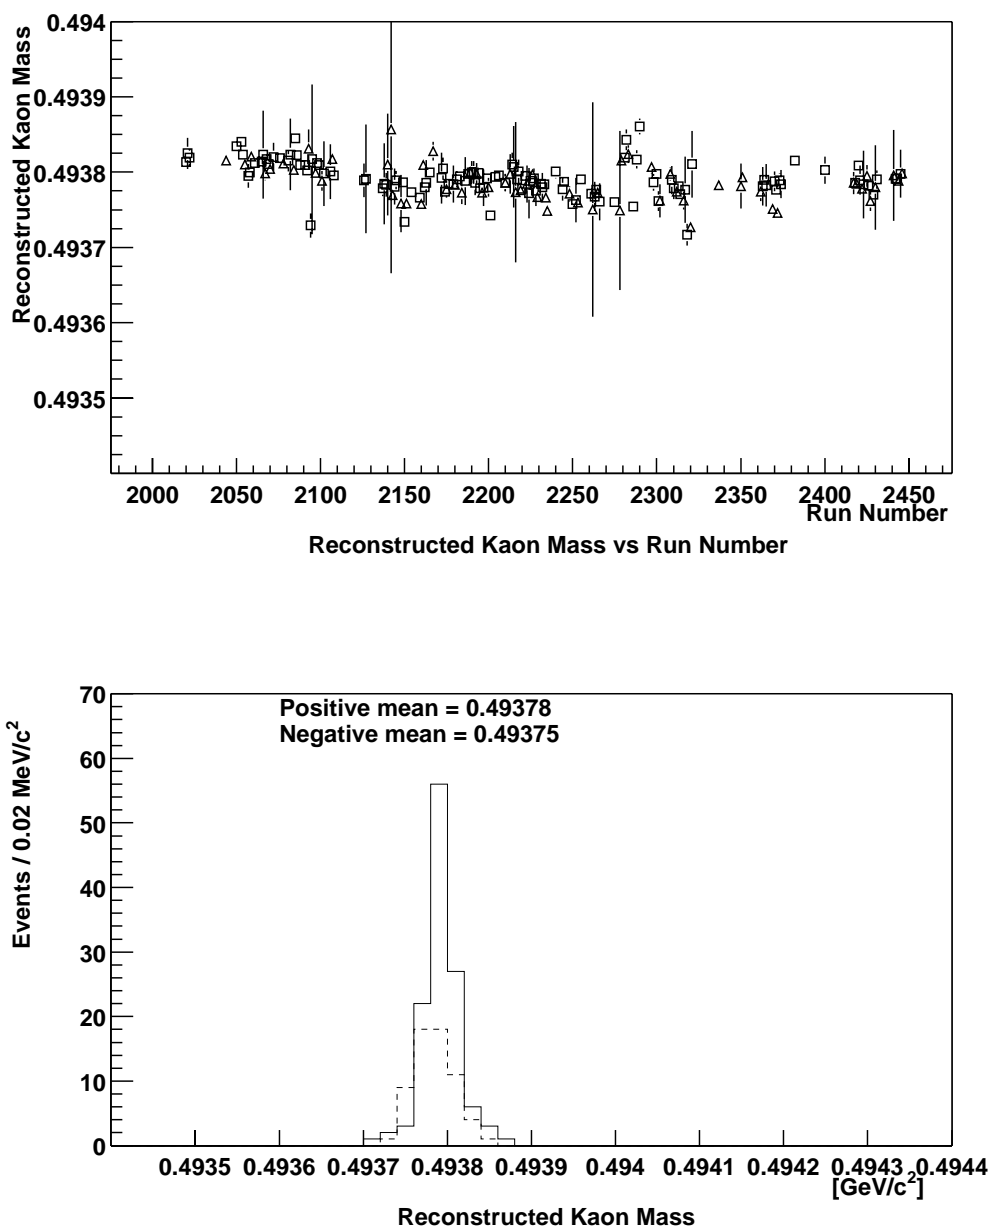 Reconstructed Kaon Mass
0.494
0.4939
0.4938
0.4937
0.4936
0.4935
2000 2050 2100 2150 2200 2250 2300 2350 2400 2450
Run Number
Reconstructed Kaon Mass vs Run Number
Events / 0.02 MeV/c²
70
60
50
40
30
20
10
0
Positive mean = 0.49378
Negative mean = 0.49375
0.4935 0.4936 0.4937 0.4938 0.4939 0.494 0.4941 0.4942 0.4943 0.4944
[GeV/c²]
Reconstructed Kaon Mass